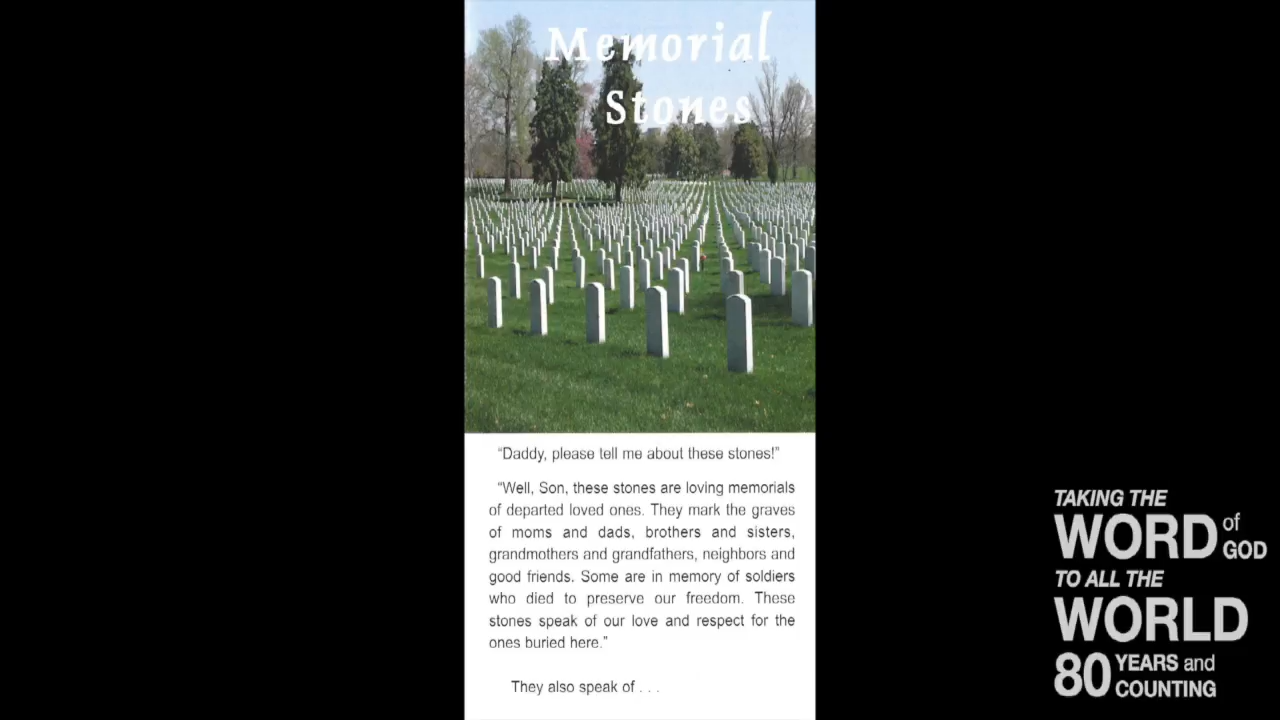 Memorial
Stones
“Daddy, please tell me about these stones!”
“Well, Son, these stones are loving memorials
of departed loved ones. They mark the graves
of moms and dads, brothers and sisters,
grandmothers and grandfathers, neighbors and
good friends. Some are in memory of soldiers
who died to preserve our freedom. These
stones speak of our love and respect for the
ones buried here.”
They also speak of . . .
TAKING THE
WORD of GOD
TO ALL THE
WORLD
80 YEARS and
COUNTING